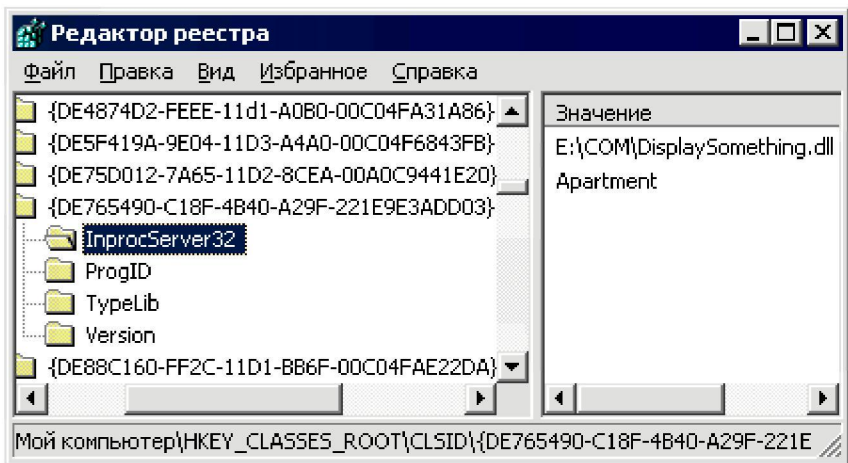 Редактор реестра
Файл Правка Вид Избранное Справка
{DE4874D2-FEEE-11d1-A0B0-00C04FA31A86}
{DE5F419A-9E04-11D3-A4A0-00C04F6843FB}
{DE75D012-7A65-11D2-8CEA-00A0C9441E20}
{DE765490-C18F-4B40-A29F-221E9E3ADD03}
InprocServer32
ProgID
TypeLib
Version
{DE88C160-FF2C-11D1-BB6F-00C04FAE22DA}
Значение
E:\COM\DisplaySomething.dll
Apartment
Мой компьютер\HKEY_CLASSES_ROOT\CLSID\{DE765490-C18F-4B40-A29F-221E